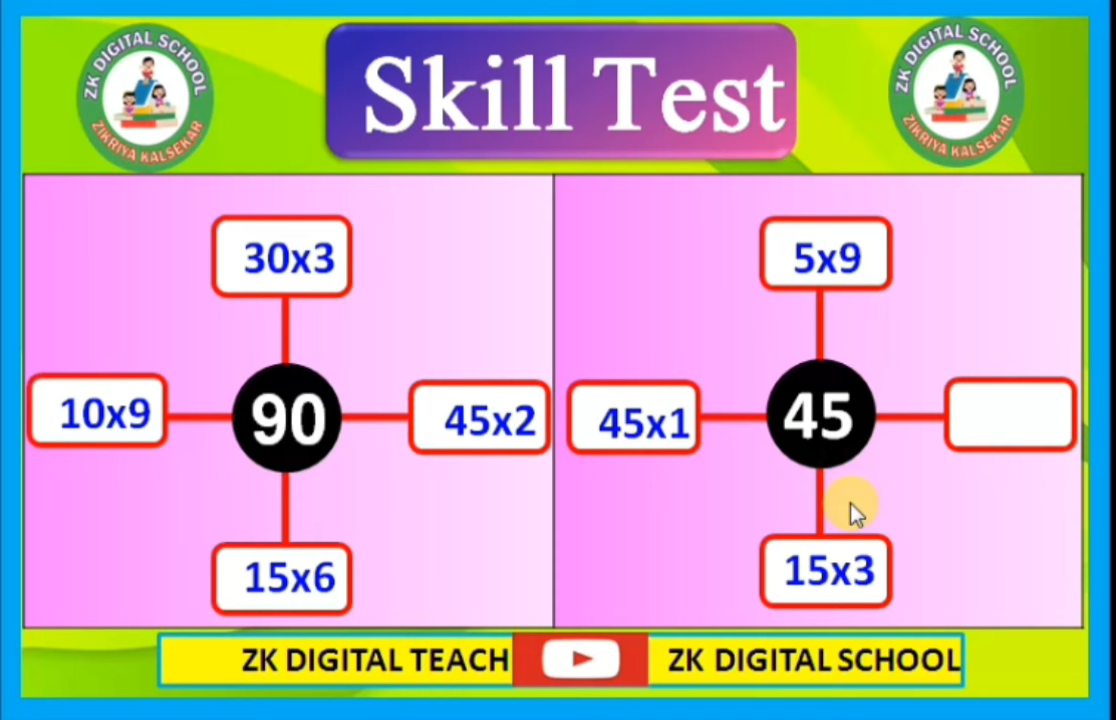 ZK DIGITAL SCHOOL
ZIKRIYA KALSEKAR
Skill Test
ZK DIGITAL SCHOOL
ZIKRIYA KALSEKAR
30x3
10x9
90
45x2
15x6
5x9
45x1
45
15x3
ZK DIGITAL TEACH
ZK DIGITAL SCHOOL